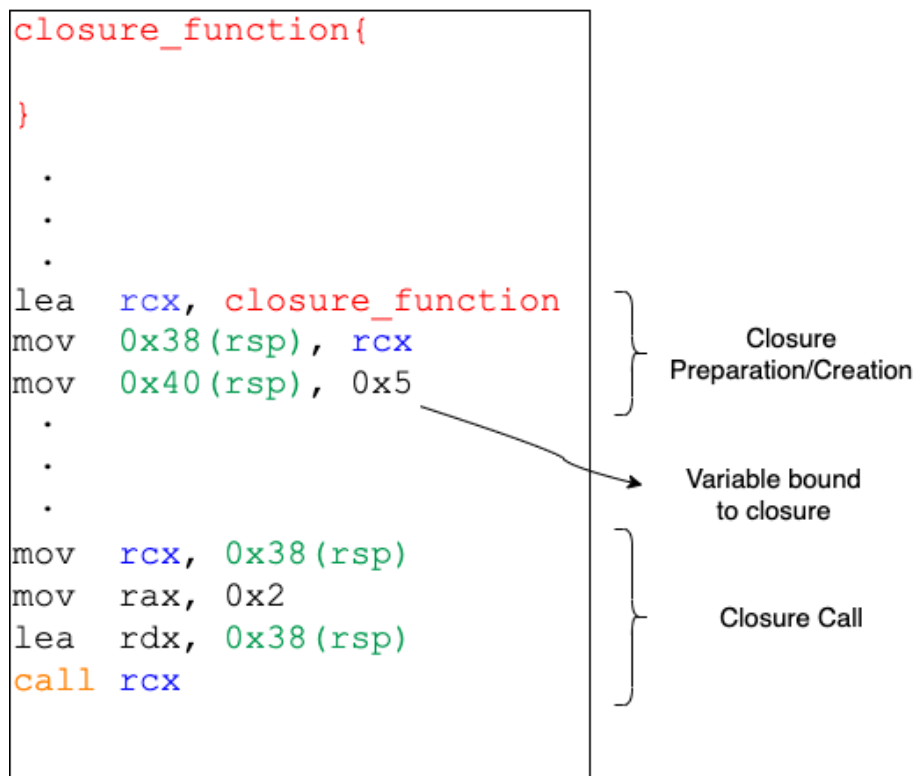 closure_function{
}
.
.
.
lea rcx, closure_function
mov 0x38(rsp), rcx
mov 0x40(rsp), 0x5
Closure
Preparation/Creation
.
.
.
Variable bound
to closure
mov rcx, 0x38(rsp)
mov rax, 0x2
lea rdx, 0x38(rsp)
call rcx
Closure Call